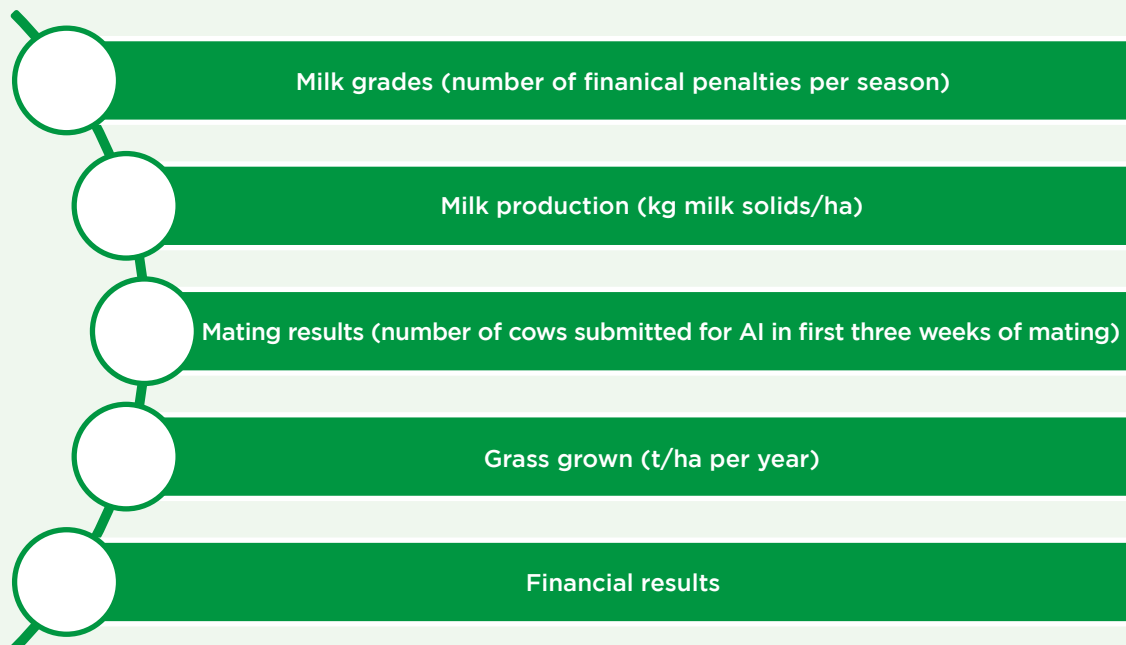 Milk grades (number of finanical penalties per season)
Milk production (kg milk solids/ha)
Mating results (number of cows submitted for AI in first three weeks of mating)
Grass grown (t/ha per year)
Financial results